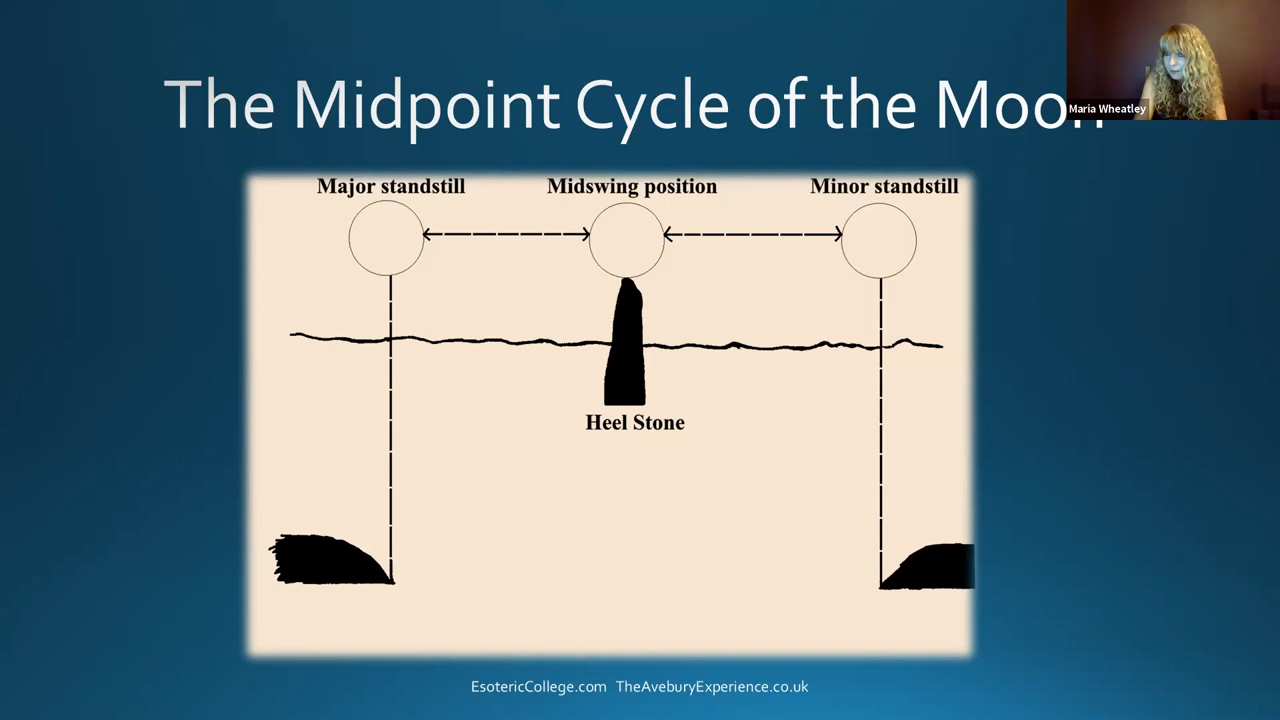 The Midpoint Cycle of the Moon
Maria Wheatley
Major standstill Midswing position Minor standstill
Heel Stone
EsotericCollege.com TheAveburyExperience.co.uk